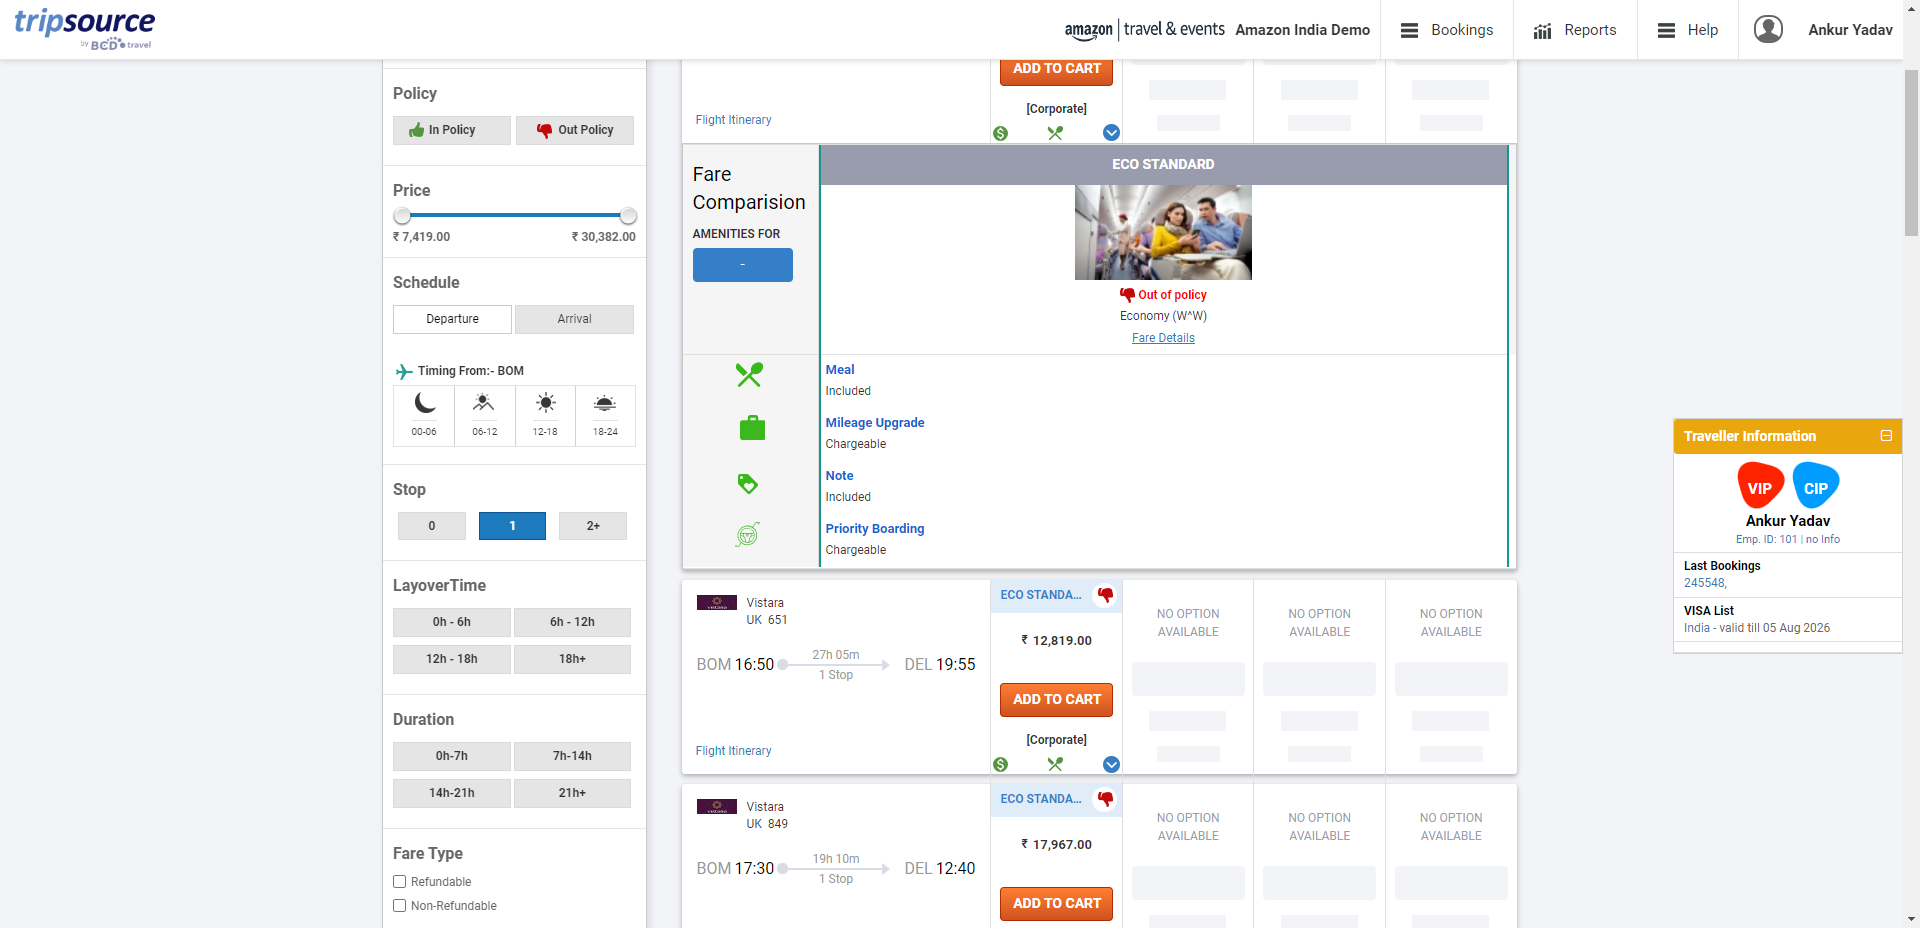 tripsource
by BCD travel
amazon travel & events
Amazon India Demo
Bookings
Reports
Help
Ankur Yadav
Policy
In Policy
Out Policy
Price
₹ 7,419.00
₹ 30,382.00
Schedule
Departure
Arrival
Timing From:- BOM
00-06
06-12
12-18
18-24
Stop
0
1
2+
LayoverTime
0h - 6h
6h - 12h
12h - 18h
18h+
Duration
0h-7h
7h-14h
14h-21h
21h+
Fare Type
Refundable
Non-Refundable
ADD TO CART
[Corporate]
Flight Itinerary
Fare
Comparision
AMENITIES FOR
-
ECO STANDARD
Out of policy
Economy (W^W)
Fare Details
Meal
Included
Mileage Upgrade
Chargeable
Note
Included
Priority Boarding
Chargeable
Vistara
UK 651
BOM 16:50
27h 05m
1 Stop
DEL 19:55
Flight Itinerary
ECO STANDA...
₹ 12,819.00
ADD TO CART
[Corporate]
NO OPTION
AVAILABLE
NO OPTION
AVAILABLE
NO OPTION
AVAILABLE
Vistara
UK 849
BOM 17:30
19h 10m
1 Stop
DEL 12:40
ECO STANDA...
₹ 17,967.00
ADD TO CART
NO OPTION
AVAILABLE
NO OPTION
AVAILABLE
NO OPTION
AVAILABLE
Traveller Information
VIP
CIP
Ankur Yadav
Emp. ID: 101 | no Info
Last Bookings
245548,
VISA List
India - valid till 05 Aug 2026